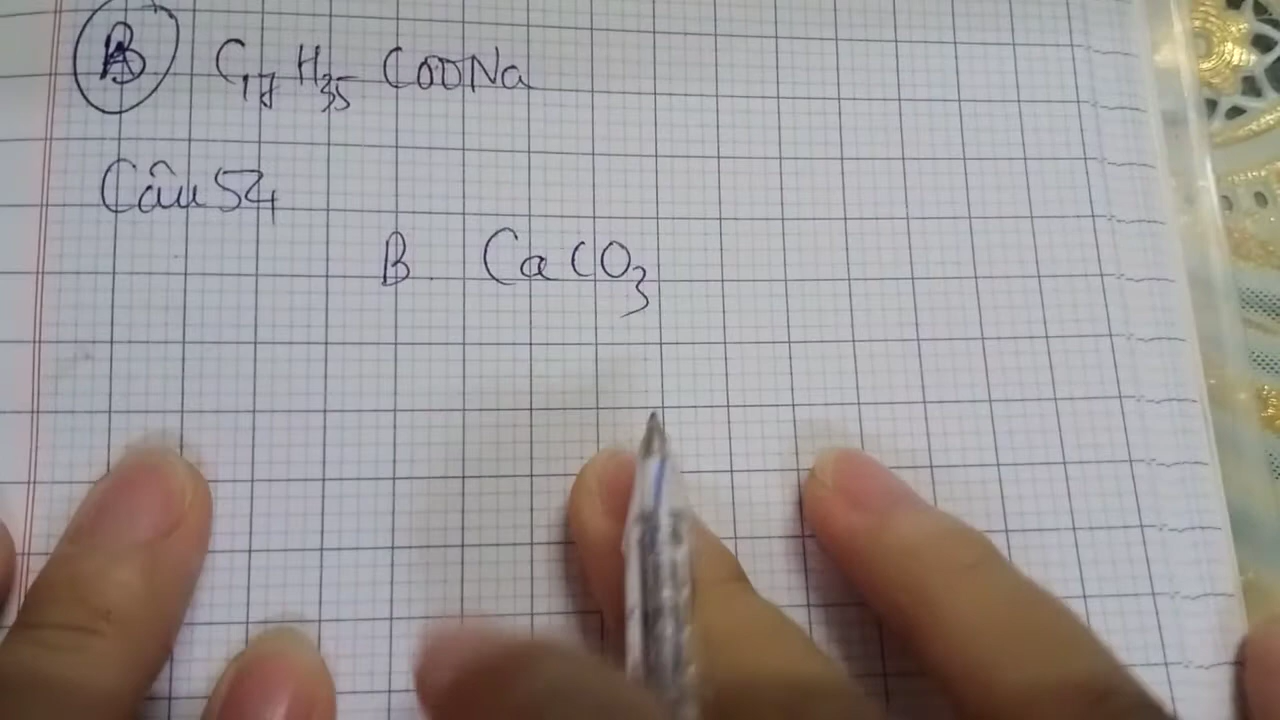 B C₁₇H₃₅COONa
Câu 54
B. CaCO₃